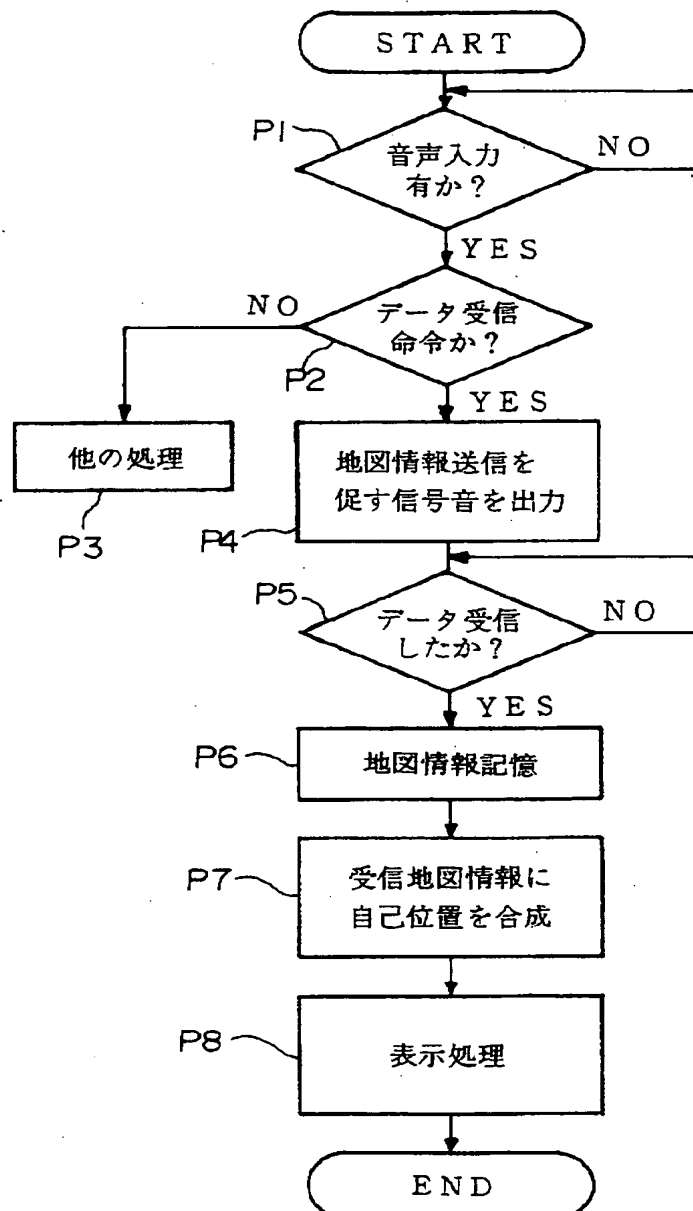 START
P1
音声入力
有か?
NO
YES
NO
データ受信
命令か?
P2
YES
他の処理
P3
地図情報送信を
促す信号音を出力
P4
P5
データ受信
したか?
NO
YES
P6
地図情報記憶
P7
受信地図情報に
自己位置を合成
P8
表示処理
END